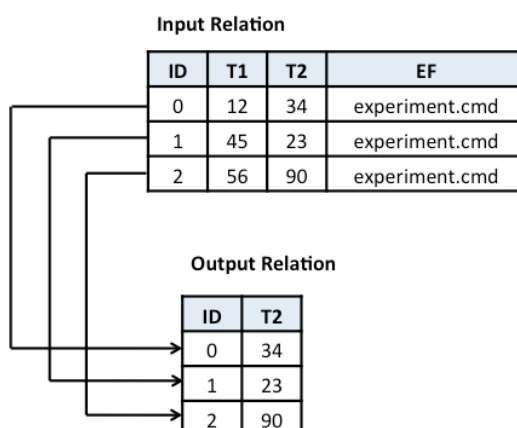 Input Relation
ID T1 T2 EF
0 12 34 experiment.cmd
1 45 23 experiment.cmd
2 56 90 experiment.cmd
Output Relation
ID T2
0 34
1 23
2 90